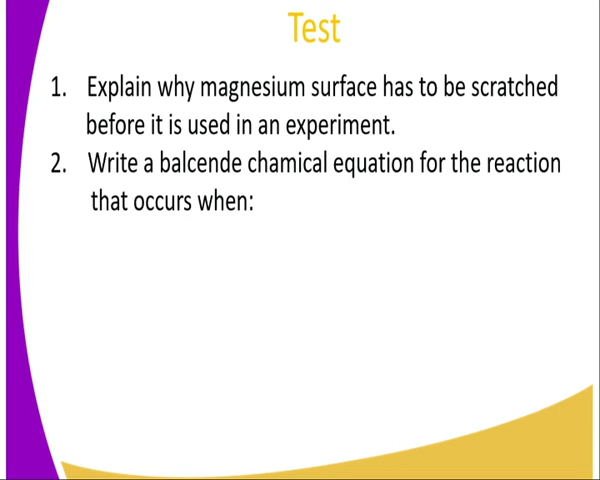 Test
1. Explain why magnesium surface has to be scratched
before it is used in an experiment.
2. Write a balcende chamical equation for the reaction
that occurs when: